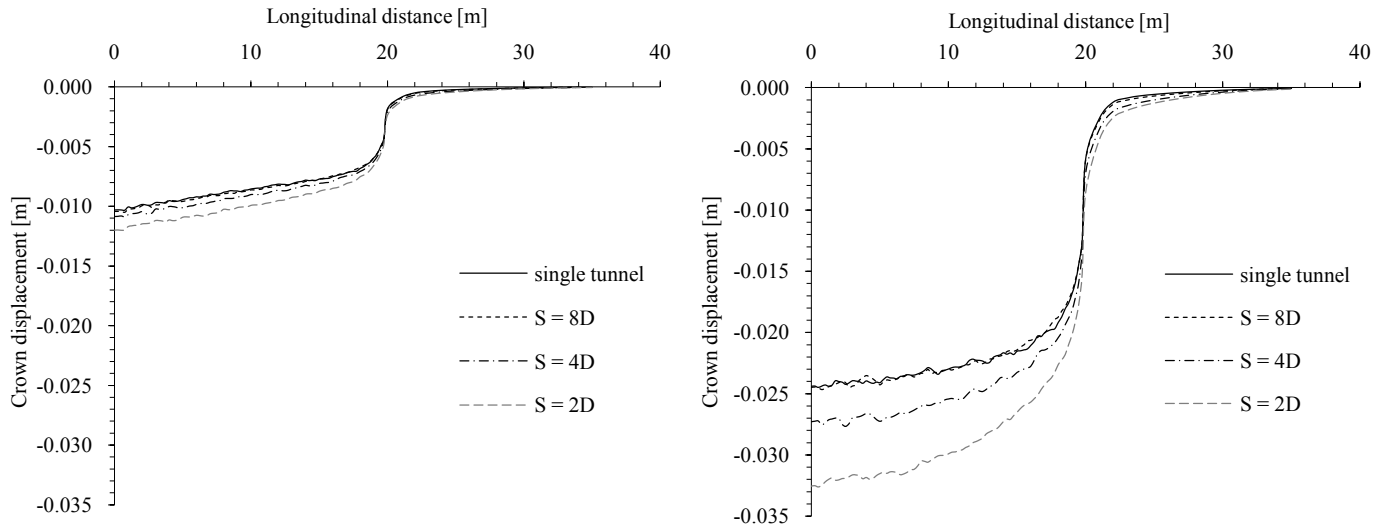 Longitudinal distance [m]
0 10 20 30 40
0.000
-0.005
-0.010
-0.015
-0.020
-0.025
-0.030
-0.035
Crown displacement [m]
single tunnel
S = 8D
S = 4D
S = 2D
Longitudinal distance [m]
0 10 20 30 40
0.000
-0.005
-0.010
-0.015
-0.020
-0.025
-0.030
-0.035
Crown displacement [m]
single tunnel
S = 8D
S = 4D
S = 2D